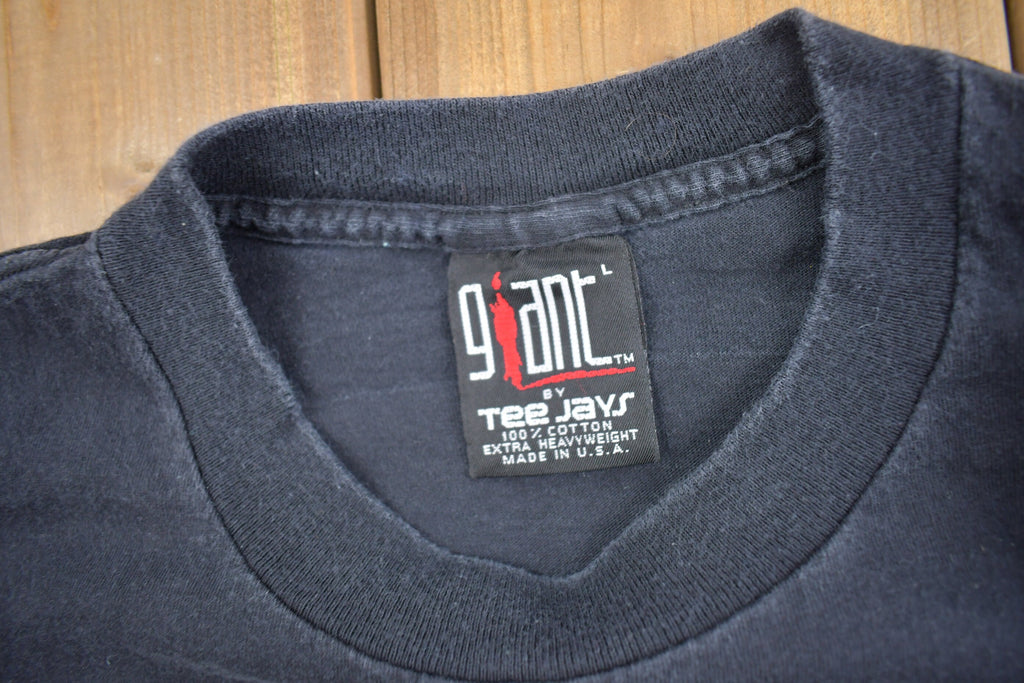 giant L
TM
BY
Tee Jays
100% COTTON
EXTRA HEAVYWEIGHT
MADE IN U.S.A.